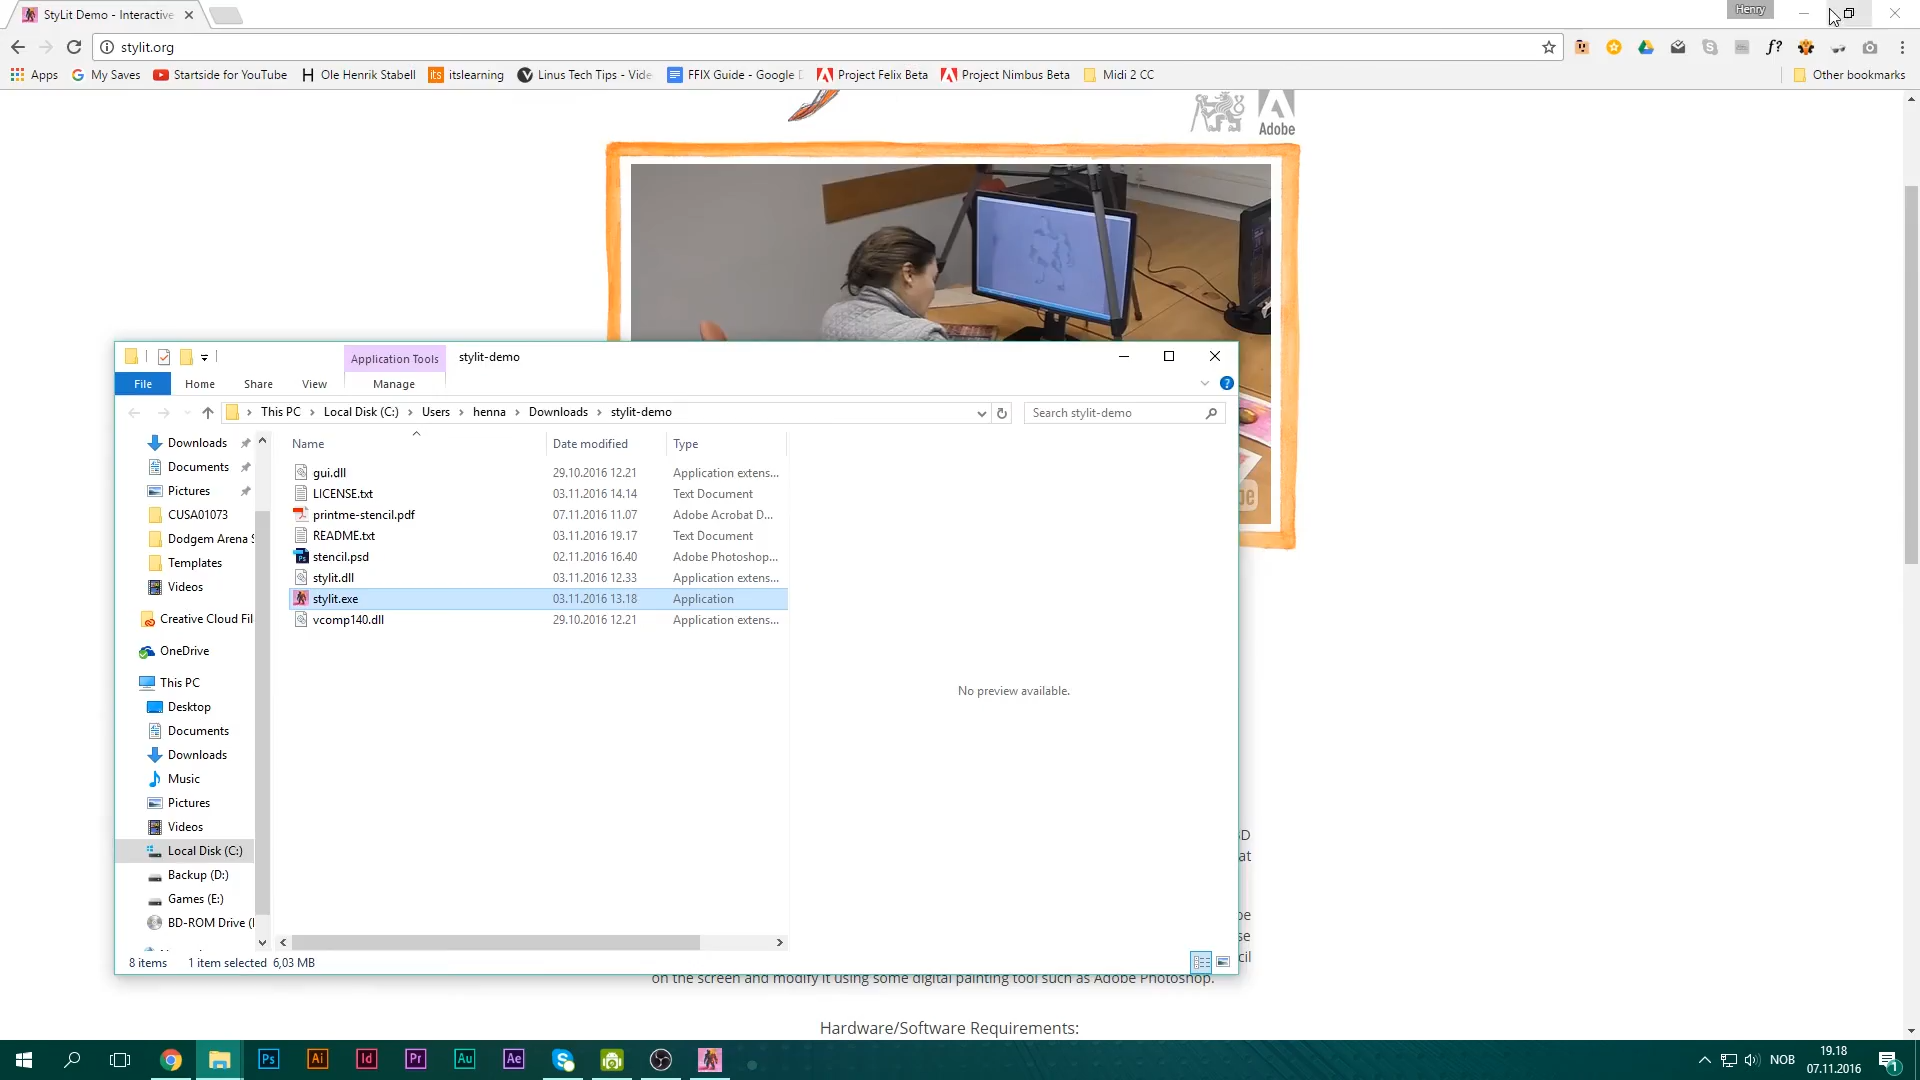 StyLit Demo - Interactive
Henry
stylit.org
Apps
My Saves
Startside for YouTube
H Ole Henrik Stabell
its itslearning
Linus Tech Tips - Vide
FFIX Guide - Google D
Project Felix Beta
Project Nimbus Beta
Midi 2 CC
Other bookmarks
Adobe
Application Tools
stylit-demo
File
Home
Share
View
Manage
This PC > Local Disk (C:) > Users > henna > Downloads > stylit-demo
Search stylit-demo
Name Date modified Type
gui.dll 29.10.2016 12.21 Application extens...
LICENSE.txt 03.11.2016 14.14 Text Document
printme-stencil.pdf 07.11.2016 11.07 Adobe Acrobat D...
README.txt 03.11.2016 19.17 Text Document
stencil.psd 02.11.2016 16.40 Adobe Photoshop...
stylit.dll 03.11.2016 12.33 Application extens...
stylit.exe 03.11.2016 13.18 Application
vcomp140.dll 29.10.2016 12.21 Application extens...
Downloads
Documents
Pictures
CUSA01073
Dodgem Arena S
Templates
Videos
Creative Cloud Fil
OneDrive
This PC
Desktop
Documents
Downloads
Music
Pictures
Videos
Local Disk (C:)
Backup (D:)
Games (E:)
BD-ROM Drive (
No preview available.
8 items 1 item selected 6,03 MB
at
se
on the screen and modify it using some digital painting tool such as Adobe Photoshop.
Hardware/Software Requirements:
Ps
Ai
Id
Pr
Au
Ae
NOB
19.18
07.11.2016
1